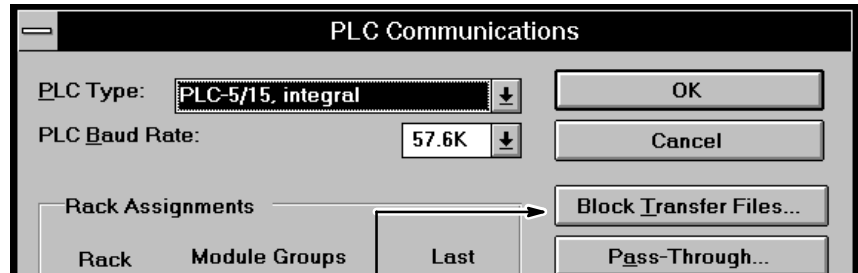 PLC Communications
PLC Type: PLC-5/15, integral OK
PLC Baud Rate: 57.6K Cancel
Rack Assignments Block Transfer Files...
Rack Module Groups Last Pass-Through...